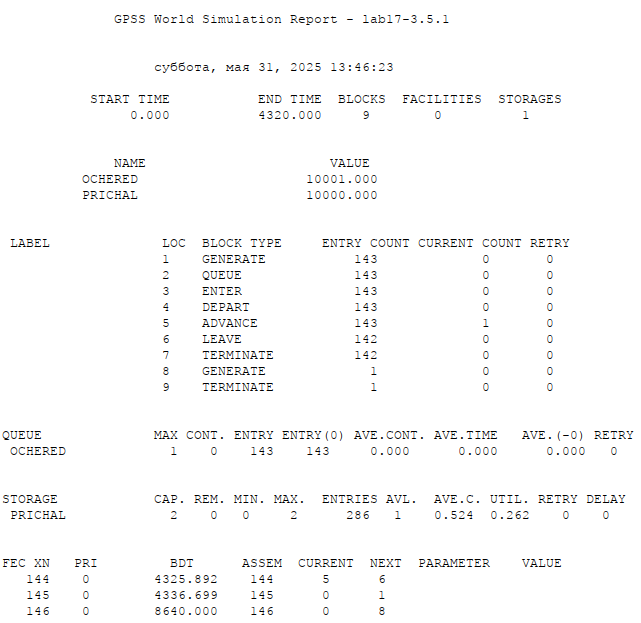 GPSS World Simulation Report - lab17-3.5.1
суббота, мая 31, 2025 13:46:23
START TIME END TIME BLOCKS FACILITIES STORAGES
0.000 4320.000 9 0 1
NAME VALUE
OCHERED 10001.000
PRICHAL 10000.000
LABEL LOC BLOCK TYPE ENTRY COUNT CURRENT COUNT RETRY
1 GENERATE 143 0 0
2 QUEUE 143 0 0
3 ENTER 143 0 0
4 DEPART 143 0 0
5 ADVANCE 143 1 0
6 LEAVE 142 0 0
7 TERMINATE 142 0 0
8 GENERATE 1 0 0
9 TERMINATE 1 0 0
QUEUE MAX CONT. ENTRY ENTRY(0) AVE.CONT. AVE.TIME AVE.(-0) RETRY
OCHERED 1 0 143 143 0.000 0.000 0.000 0
STORAGE CAP. REM. MIN. MAX. ENTRIES AVL. AVE.C. UTIL. RETRY DELAY
PRICHAL 2 0 0 2 286 1 0.524 0.262 0 0
FEC XN PRI BDT ASSEM CURRENT NEXT PARAMETER VALUE
144 0 4325.892 144 5 6
145 0 4336.699 145 0 1
146 0 8640.000 146 0 8